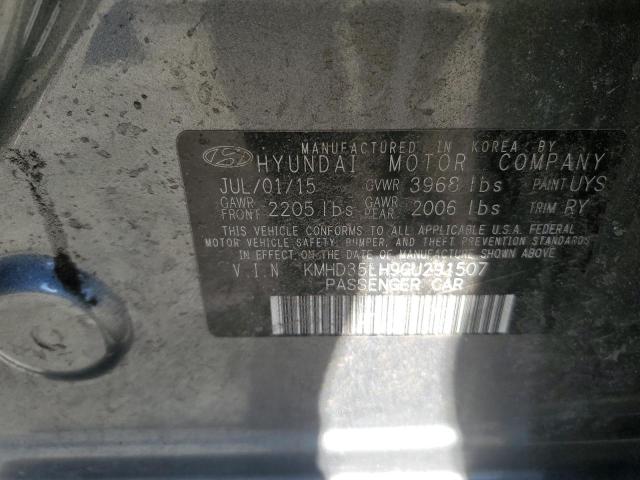 MANUFACTURED IN KOREA BY
HYUNDAI MOTOR COMPANY
JUL/01/15 GVWR 3968 lbs PAINT UYS
GAWR FRONT 2205 lbs GAWR REAR 2006 lbs TRIM RY
THIS VEHICLE CONFORMS TO ALL APPLICABLE U.S.A. FEDERAL
MOTOR VEHICLE SAFETY, BUMPER, AND THEFT PREVENTION STANDARDS
IN EFFECT ON THE DATE OF MANUFACTURE SHOWN ABOVE
V I N KMHD35LH9GU291507
PASSENGER CAR